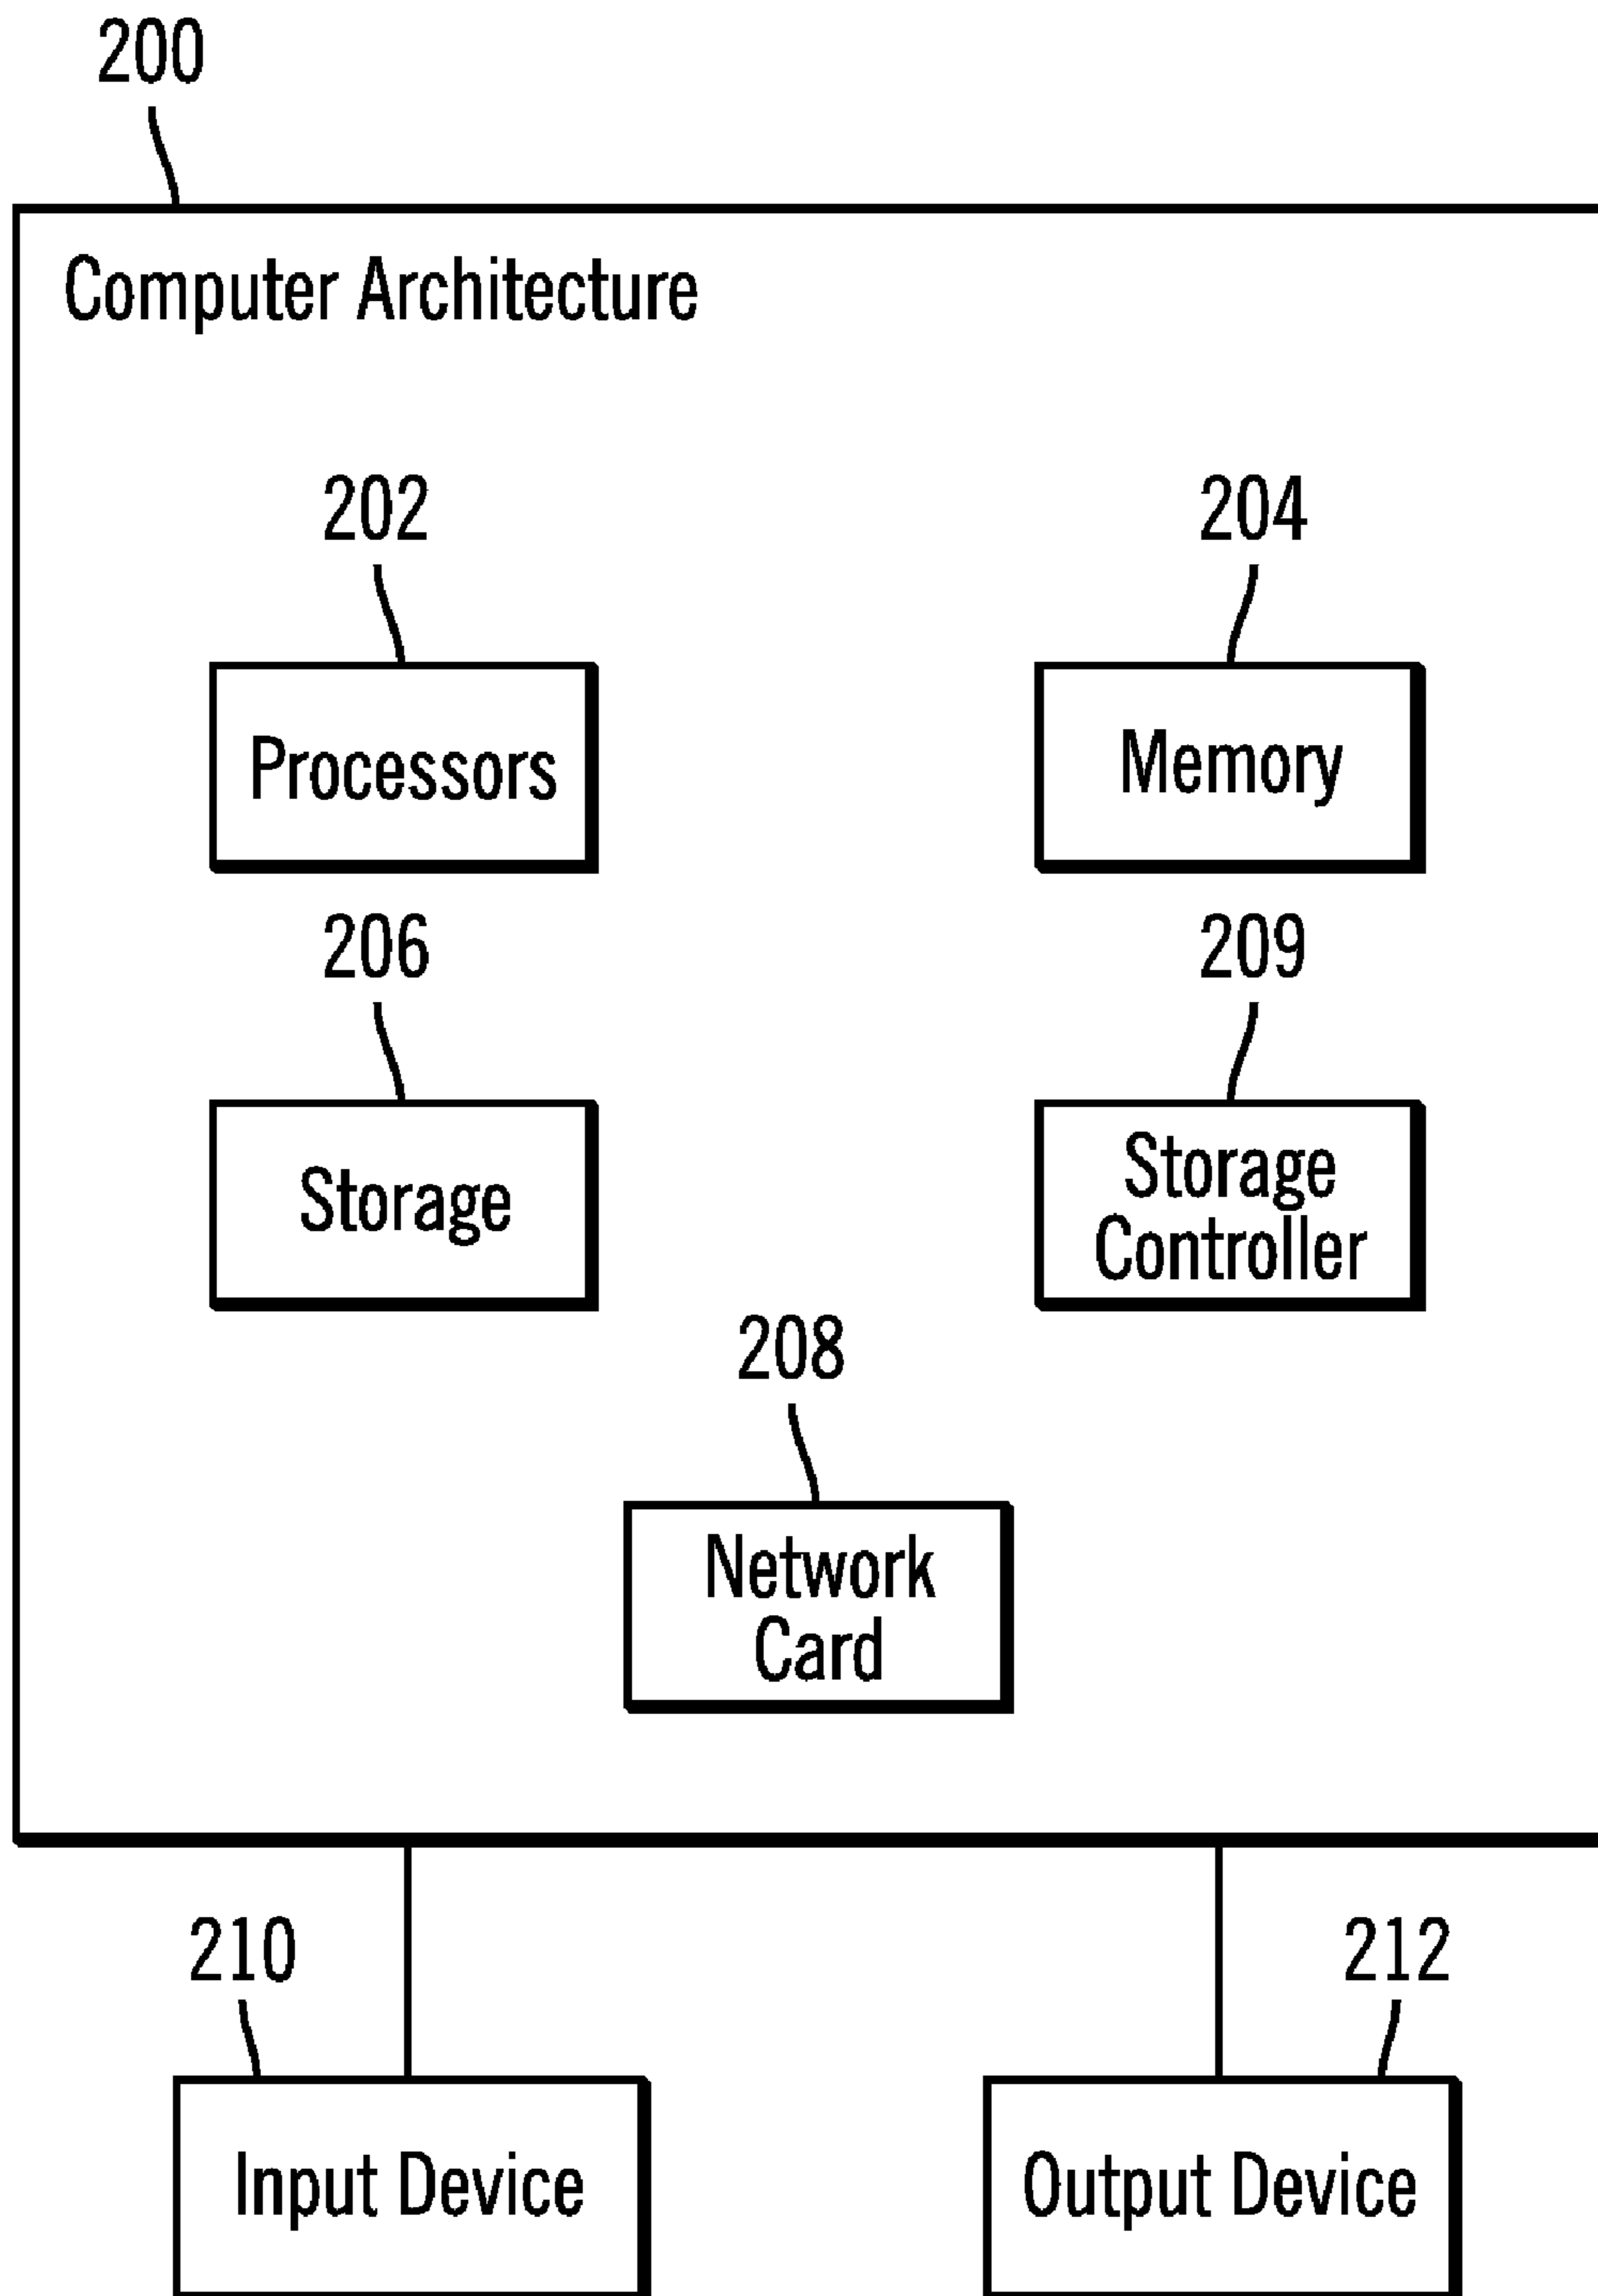 200
Computer Architecture
202
204
Processors
Memory
206
209
Storage
Storage
Controller
208
Network
Card
210
212
Input Device
Output Device